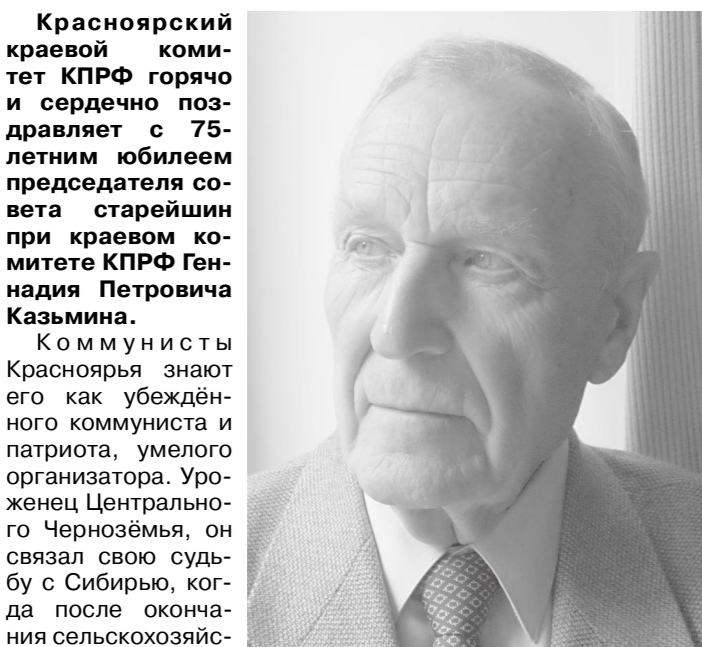 Красноярский
краевой коми-
тет КПРФ горячо
и сердечно поз-
дравляет с 75-
летним юбилеем
председателя со-
вета старейшин
при краевом ко-
митете КПРФ Ген-
надия Петровича
Казьмина.
Коммунисты
Красноярья знают
его как убеждён-
ного коммуниста и
патриота, умелого
организатора. Уро-
женец Центрально-
го Чернозёмья, он
связал свою судь-
бу с Сибирью, ког-
да после оконча-
ния сельскохозяйс-